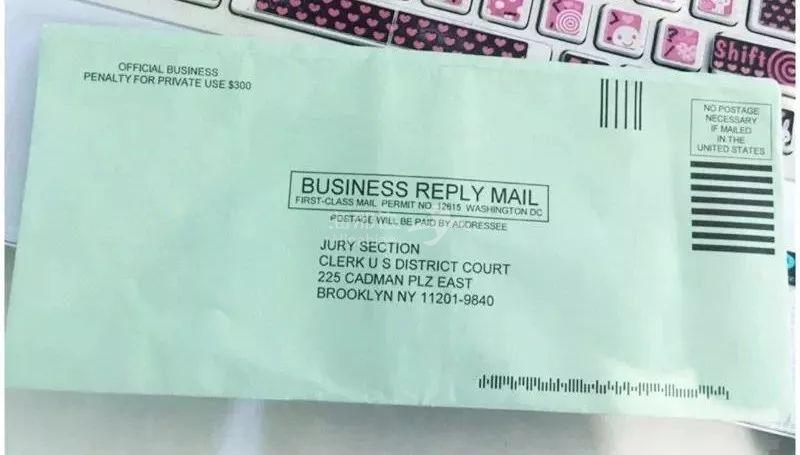 OFFICIAL BUSINESS
PENALTY FOR PRIVATE USE $300
NO POSTAGE
NECESSARY
IF MAILED
IN THE
UNITED STATES
BUSINESS REPLY MAIL
FIRST-CLASS MAIL PERMIT NO 12615 WASHINGTON DC
POSTAGE WILL BE PAID BY ADDRESSEE
JURY SECTION
CLERK U S DISTRICT COURT
225 CADMAN PLZ EAST
BROOKLYN NY 11201-9840
Shift